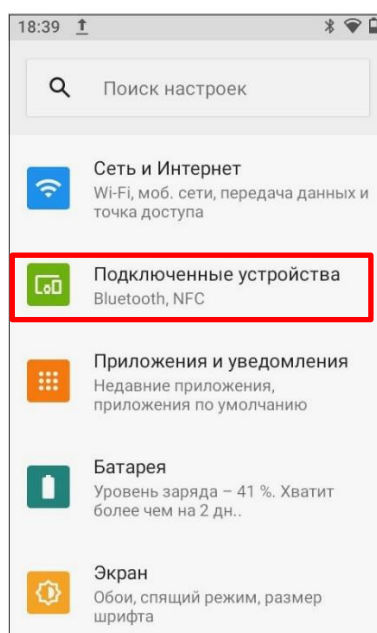 18:39
Поиск настроек
Сеть и Интернет
Wi-Fi, моб. сети, передача данных и
точка доступа
Подключенные устройства
Bluetooth, NFC
Приложения и уведомления
Недавние приложения,
приложения по умолчанию
Батарея
Уровень заряда – 41 %. Хватит
более чем на 2 дн..
Экран
Обои, спящий режим, размер
шрифта